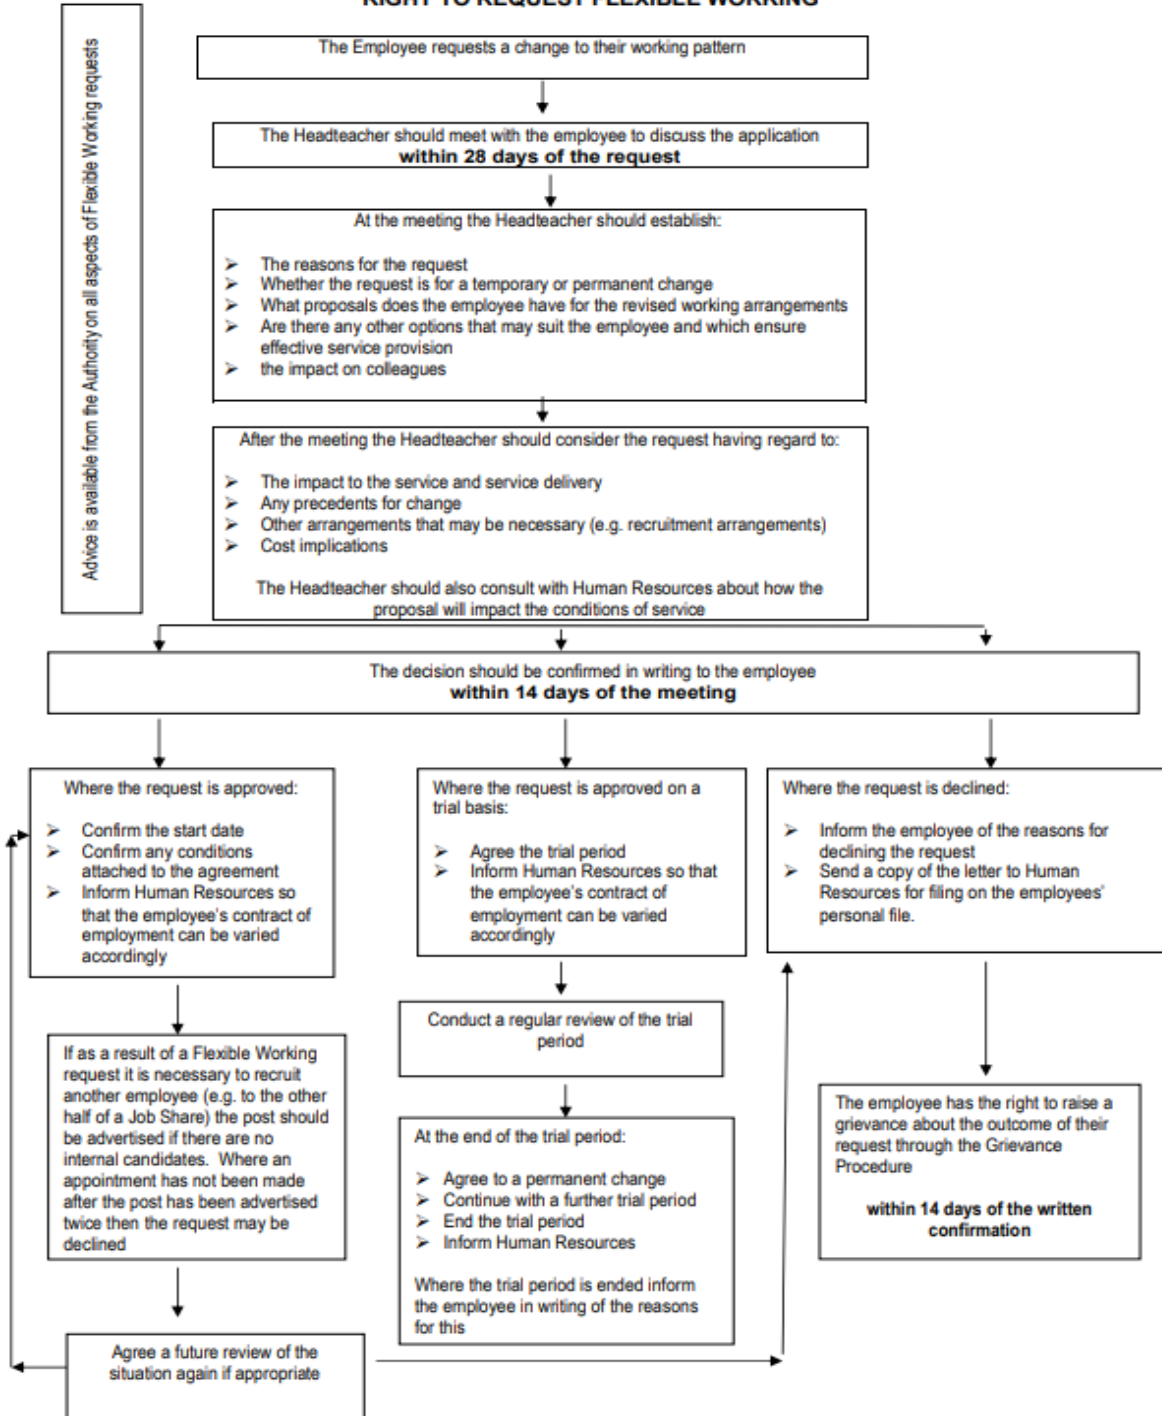 RIGHT TO REQUEST FLEXIBLE WORKING
Advice is available from the Authority on all aspects of Flexible Working requests
The Employee requests a change to their working pattern
The Headteacher should meet with the employee to discuss the application
within 28 days of the request
At the meeting the Headteacher should establish:
➢ The reasons for the request
➢ Whether the request is for a temporary or permanent change
➢ What proposals does the employee have for the revised working arrangements
➢ Are there any other options that may suit the employee and which ensure
effective service provision
➢ the impact on colleagues
After the meeting the Headteacher should consider the request having regard to:
➢ The impact to the service and service delivery
➢ Any precedents for change
➢ Other arrangements that may be necessary (e.g. recruitment arrangements)
➢ Cost implications
The Headteacher should also consult with Human Resources about how the
proposal will impact the conditions of service
The decision should be confirmed in writing to the employee
within 14 days of the meeting
Where the request is approved:
➢ Confirm the start date
➢ Confirm any conditions
attached to the agreement
➢ Inform Human Resources so
that the employee's contract of
employment can be varied
accordingly
If as a result of a Flexible Working
request it is necessary to recruit
another employee (e.g. to the other
half of a Job Share) the post should
be advertised if there are no
internal candidates. Where an
appointment has not been made
after the post has been advertised
twice then the request may be
declined
Agree a future review of the
situation again if appropriate
Where the request is approved on a
trial basis:
➢ Agree the trial period
➢ Inform Human Resources so that
the employee's contract of
employment can be varied
accordingly
Conduct a regular review of the trial
period
At the end of the trial period:
➢ Agree to a permanent change
➢ Continue with a further trial period
➢ End the trial period
➢ Inform Human Resources
Where the trial period is ended inform
the employee in writing of the reasons
for this
Where the request is declined:
➢ Inform the employee of the reasons for
declining the request
➢ Send a copy of the letter to Human
Resources for filing on the employees'
personal file.
The employee has the right to raise a
grievance about the outcome of their
request through the Grievance
Procedure
within 14 days of the written
confirmation